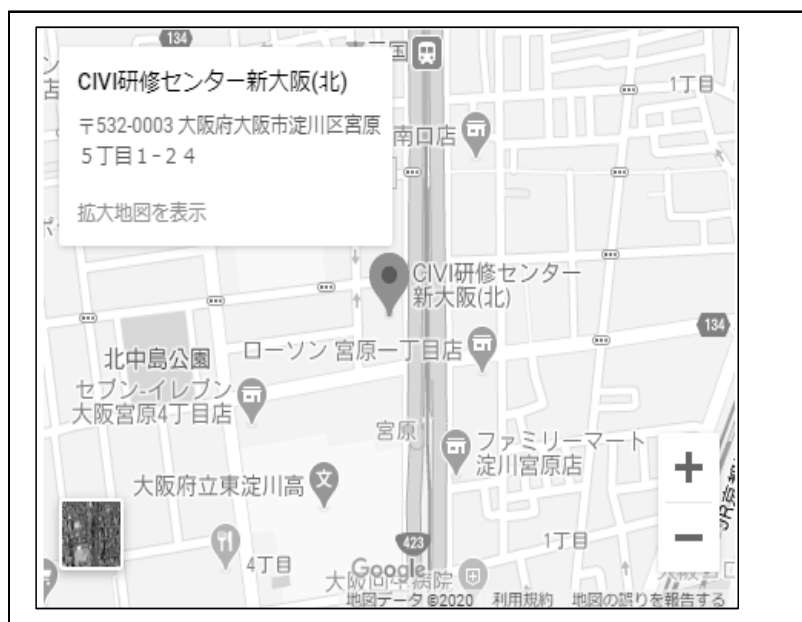 134
CIVI研修センター新大阪(北)
〒532-0003 大阪府大阪市淀川区宮原
５丁目１−２４
拡大地図を表示
1丁目
南口店
CIVI研修センター
新大阪(北)
134
ローソン 宮原一丁目店
北中島公園
セブン-イレブン
大阪宮原4丁目店
宮原
ファミリーマート
淀川宮原店
大阪府立東淀川高
文
JR京都
423
1丁目
4丁目
Google
地図データ ©2020 利用規約 地図の誤りを報告する